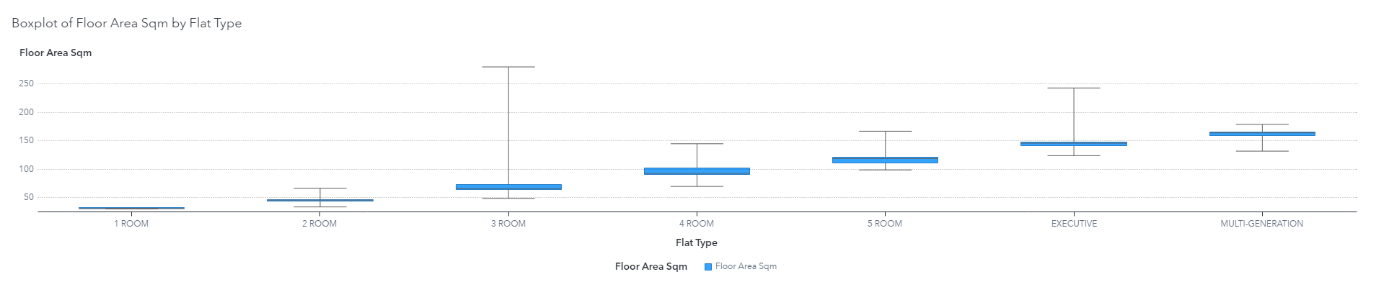 Boxplot of Floor Area Sqm by Flat Type
Floor Area Sqm
250
200
150
100
50
1 ROOM 2 ROOM 3 ROOM 4 ROOM 5 ROOM EXECUTIVE MULTI-GENERATION
Flat Type
Floor Area Sqm Floor Area Sqm